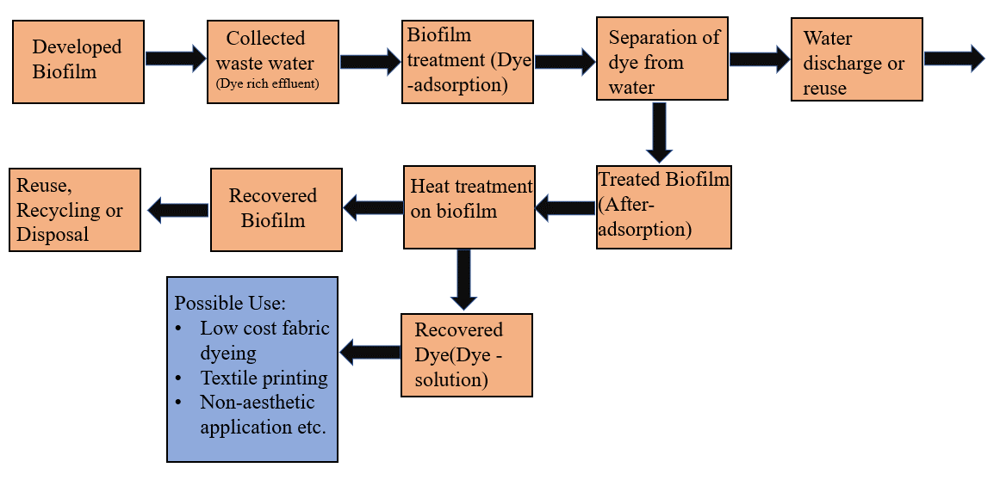 Developed
Biofilm
Collected
waste water
(Dye rich effluent)
Biofilm
treatment (Dye
-adsorption)
Separation of
dye from
water
Water
discharge or
reuse
Reuse,
Recycling or
Disposal
Recovered
Biofilm
Heat treatment
on biofilm
Treated Biofilm
(After-
adsorption)
Possible Use:
• Low cost fabric
dyeing
• Textile printing
• Non-aesthetic
application etc.
Recovered
Dye(Dye -
solution)